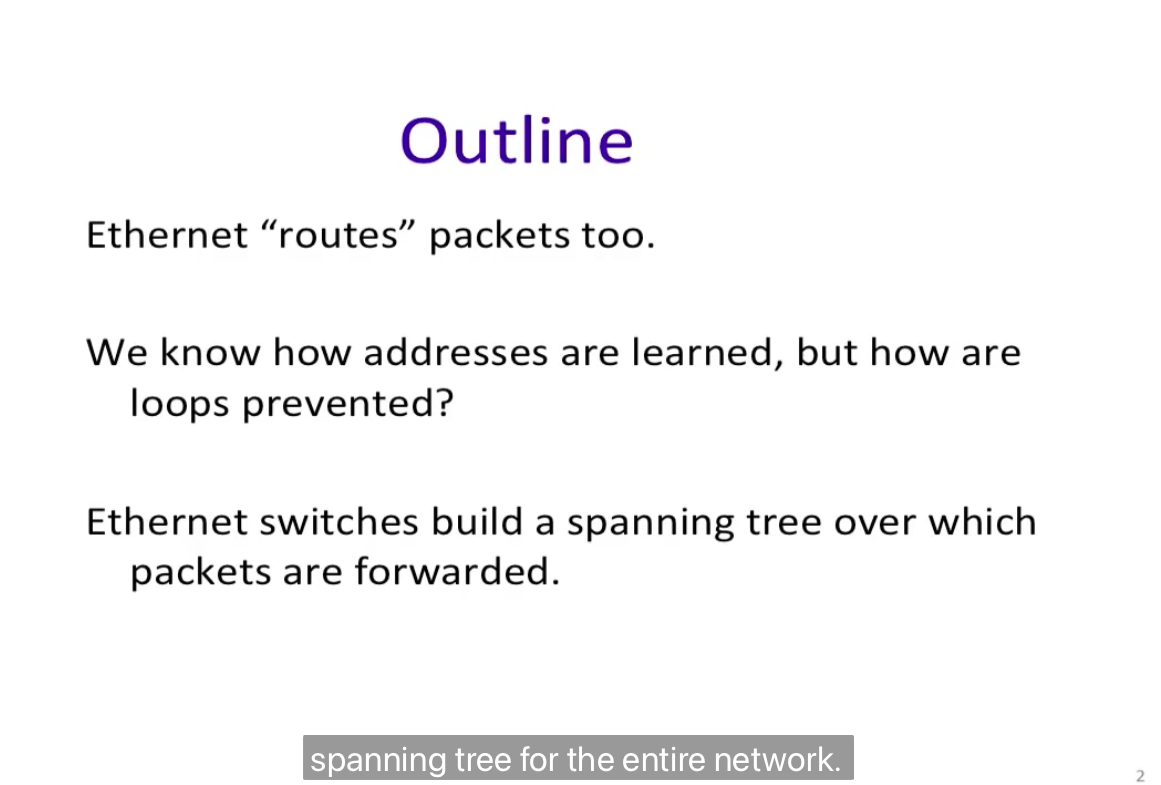 Outline
Ethernet “routes” packets too.
We know how addresses are learned, but how are
loops prevented?
Ethernet switches build a spanning tree over which
packets are forwarded.
spanning tree for the entire network.
2